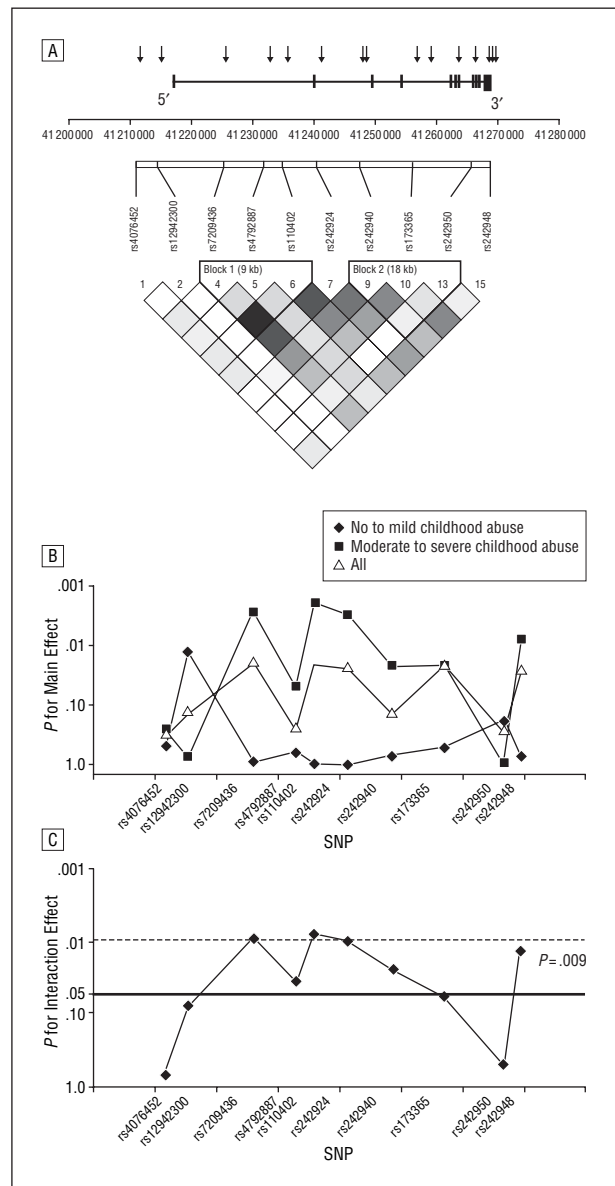 A
5′
3′
41 200 000 41 210 000 41 220 000 41 230 000 41 240 000 41 250 000 41 260 000 41 270 000 41 280 000
rs4076452 rs12942300 rs7209436 rs4792887 rs110402 rs242924 rs242940 rs173365 rs242950 rs242948
Block 1 (9 kb) Block 2 (18 kb)
1 2 4 5 6 7 9 10 13 15
No to mild childhood abuse
Moderate to severe childhood abuse
All
B
P for Main Effect
.001
.01
.10
1.0
rs4076452 rs12942300 rs7209436 rs4792887 rs110402 rs242924 rs242940 rs173365 rs242950 rs242948
SNP
C
P for Interaction Effect
.001
.01
P = .009
.05
.10
1.0
rs4076452 rs12942300 rs7209436 rs4792887 rs110402 rs242924 rs242940 rs173365 rs242950 rs242948
SNP